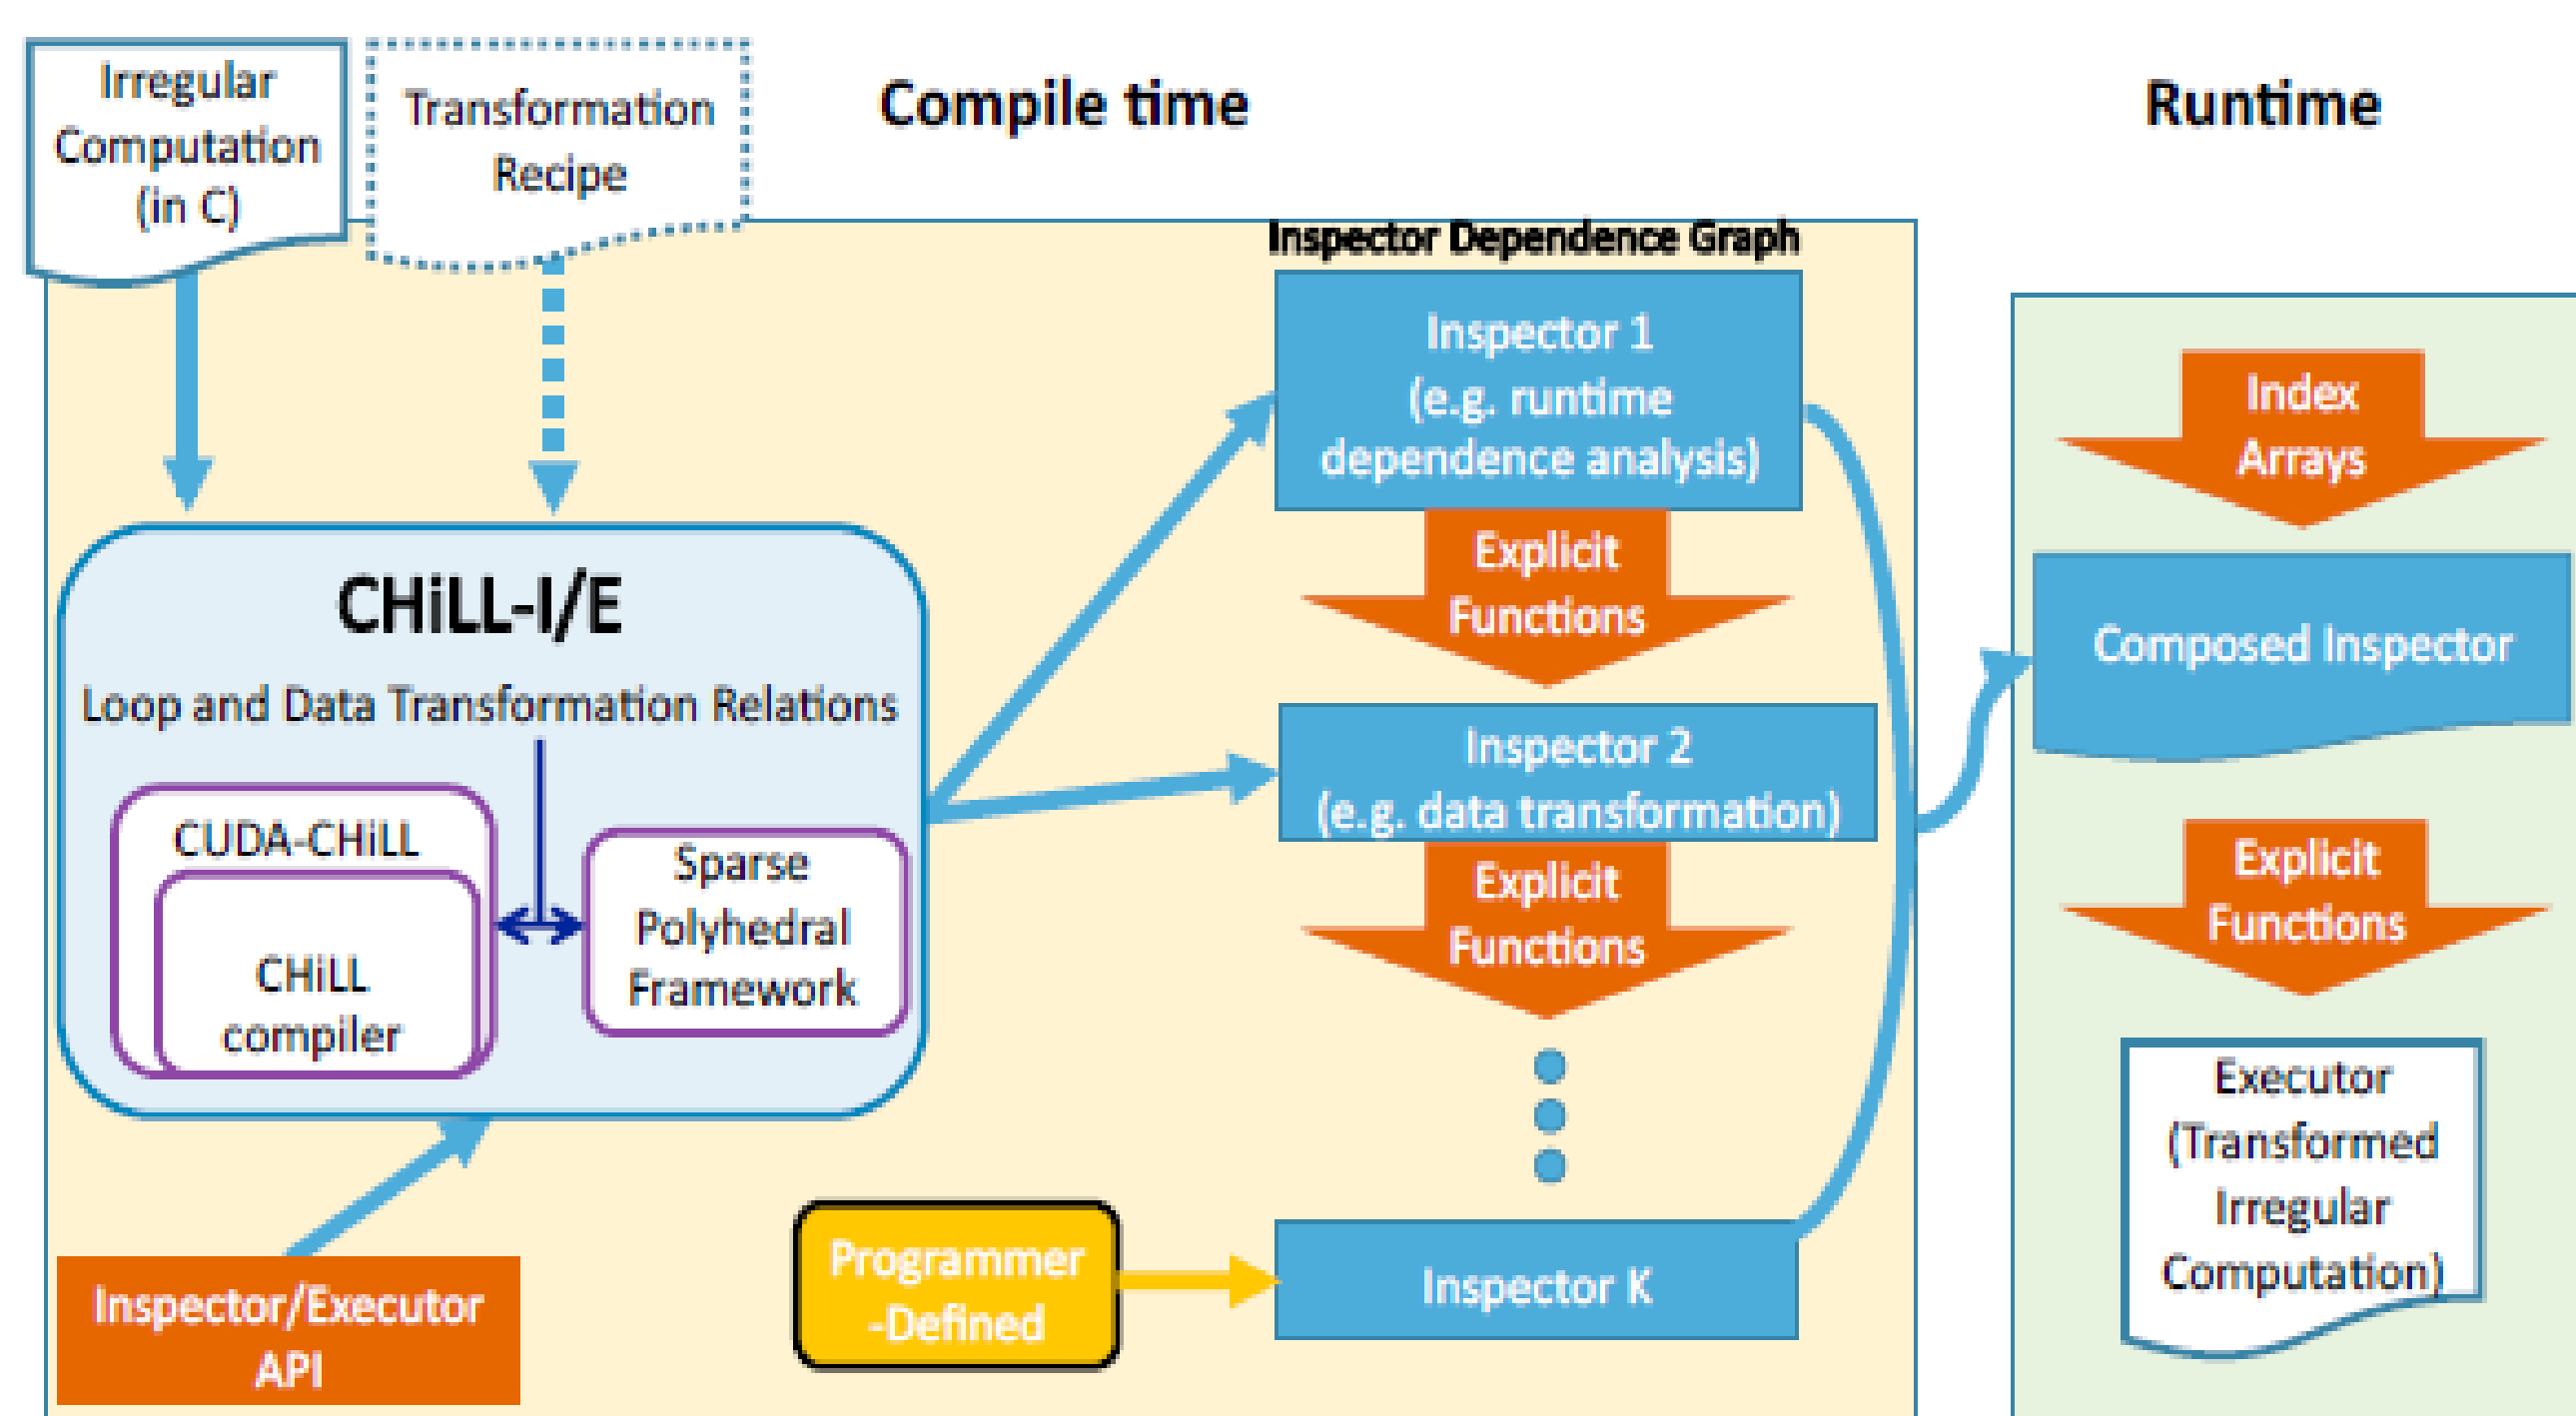 Irregular
Computation
(in C)
Transformation
Recipe
Compile time
Runtime
Inspector Dependence Graph
Inspector 1
(e.g. runtime
dependence analysis)
Explicit
Functions
Inspector 2
(e.g. data transformation)
Explicit
Functions
Inspector K
Programmer
-Defined
CHiLL-I/E
Loop and Data Transformation Relations
CUDA-CHiLL
CHiLL
compiler
Sparse
Polyhedral
Framework
Inspector/Executor
API
Index
Arrays
Composed Inspector
Explicit
Functions
Executor
(Transformed
Irregular
Computation)